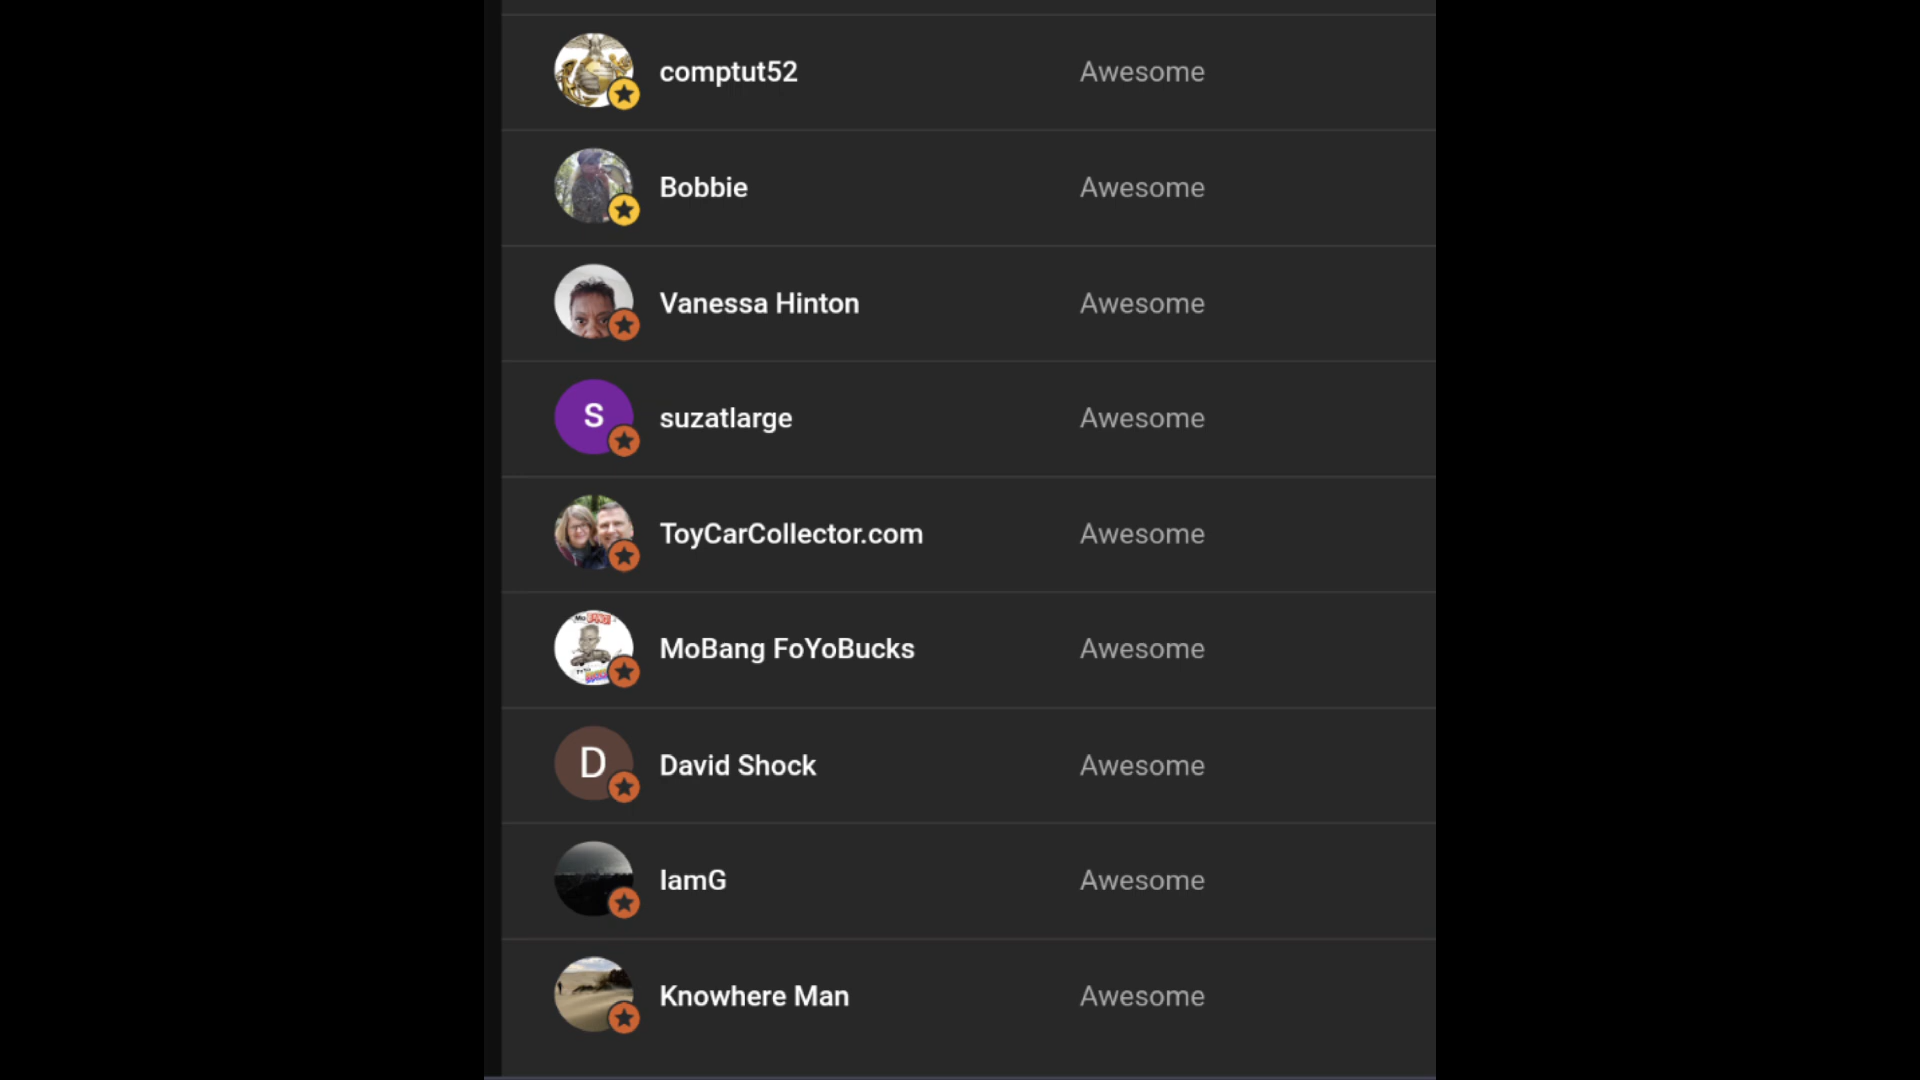 comptut52 Awesome
Bobbie Awesome
Vanessa Hinton Awesome
S suzatlarge Awesome
ToyCarCollector.com Awesome
MoBang FoYoBucks Awesome
D David Shock Awesome
IamG Awesome
Knowhere Man Awesome